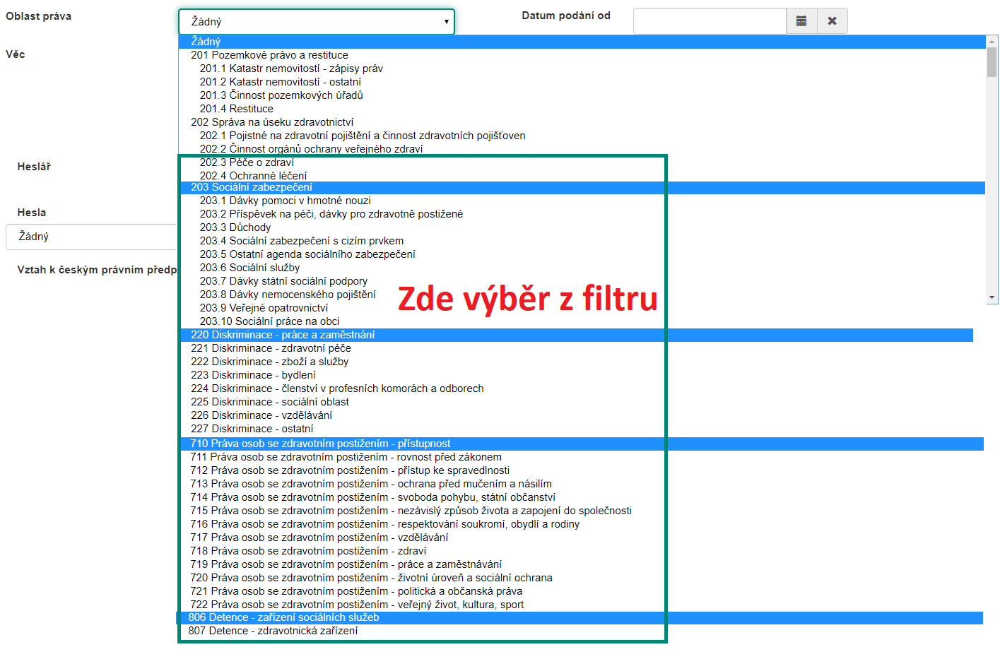 Oblast práva
Žádný
Datum podání od
Žádný
Věc
201 Pozemkové právo a restituce
201.1 Katastr nemovitostí - zápisy práv
201.2 Katastr nemovitostí - ostatní
201.3 Činnost pozemkových úřadů
201.4 Restituce
202 Správa na úseku zdravotnictví
202.1 Pojistné na zdravotní pojištění a činnost zdravotních pojišťoven
202.2 Činnost orgánů ochrany veřejného zdraví
Heslář
202.3 Péče o zdraví
202.4 Ochranné léčení
203 Sociální zabezpečení
203.1 Dávky pomoci v hmotné nouzi
Hesla
203.2 Příspěvek na péči, dávky pro zdravotně postižené
203.3 Důchody
Žádný
203.4 Sociální zabezpečení s cizím prvkem
203.5 Ostatní agenda sociálního zabezpečení
203.6 Sociální služby
Vztah k českým právním předp
203.7 Dávky státní sociální podpory
203.8 Dávky nemocenského pojištění
Zde výběr z filtru
203.9 Veřejné opatrovnictví
203.10 Sociální práce na obci
220 Diskriminace - práce a zaměstnání
221 Diskriminace - zdravotní péče
222 Diskriminace - zboží a služby
223 Diskriminace - bydlení
224 Diskriminace - členství v profesních komorách a odborech
225 Diskriminace - sociální oblast
226 Diskriminace - vzdělávání
227 Diskriminace - ostatní
710 Práva osob se zdravotním postižením - přístupnost
711 Práva osob se zdravotním postižením - rovnost před zákonem
712 Práva osob se zdravotním postižením - přístup ke spravedlnosti
713 Práva osob se zdravotním postižením - ochrana před mučením a násilím
714 Práva osob se zdravotním postižením - svoboda pohybu, státní občanství
715 Práva osob se zdravotním postižením - nezávislý způsob života a zapojení do společnosti
716 Práva osob se zdravotním postižením - respektování soukromí, obydlí a rodiny
717 Práva osob se zdravotním postižením - vzdělávání
718 Práva osob se zdravotním postižením - zdraví
719 Práva osob se zdravotním postižením - práce a zaměstnávání
720 Práva osob se zdravotním postižením - životní úroveň a sociální ochrana
721 Práva osob se zdravotním postižením - politická a občanská práva
722 Práva osob se zdravotním postižením - veřejný život, kultura, sport
806 Detence - zařízení sociálních služeb
807 Detence - zdravotnická zařízení